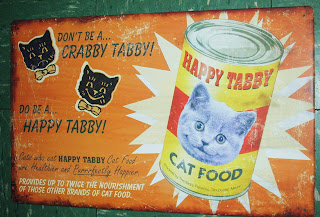 DON'T BE A...
CRABBY TABBY!
DO BE A...
HAPPY TABBY!
Cats who eat HAPPY TABBY Cat Food
are Healthier and Purrrfectly Happier
PROVIDES UP TO TWICE THE NOURISHMENT
OF THOSE OTHER BRANDS OF CAT FOOD.
HAPPY TABBY
CAT FOOD